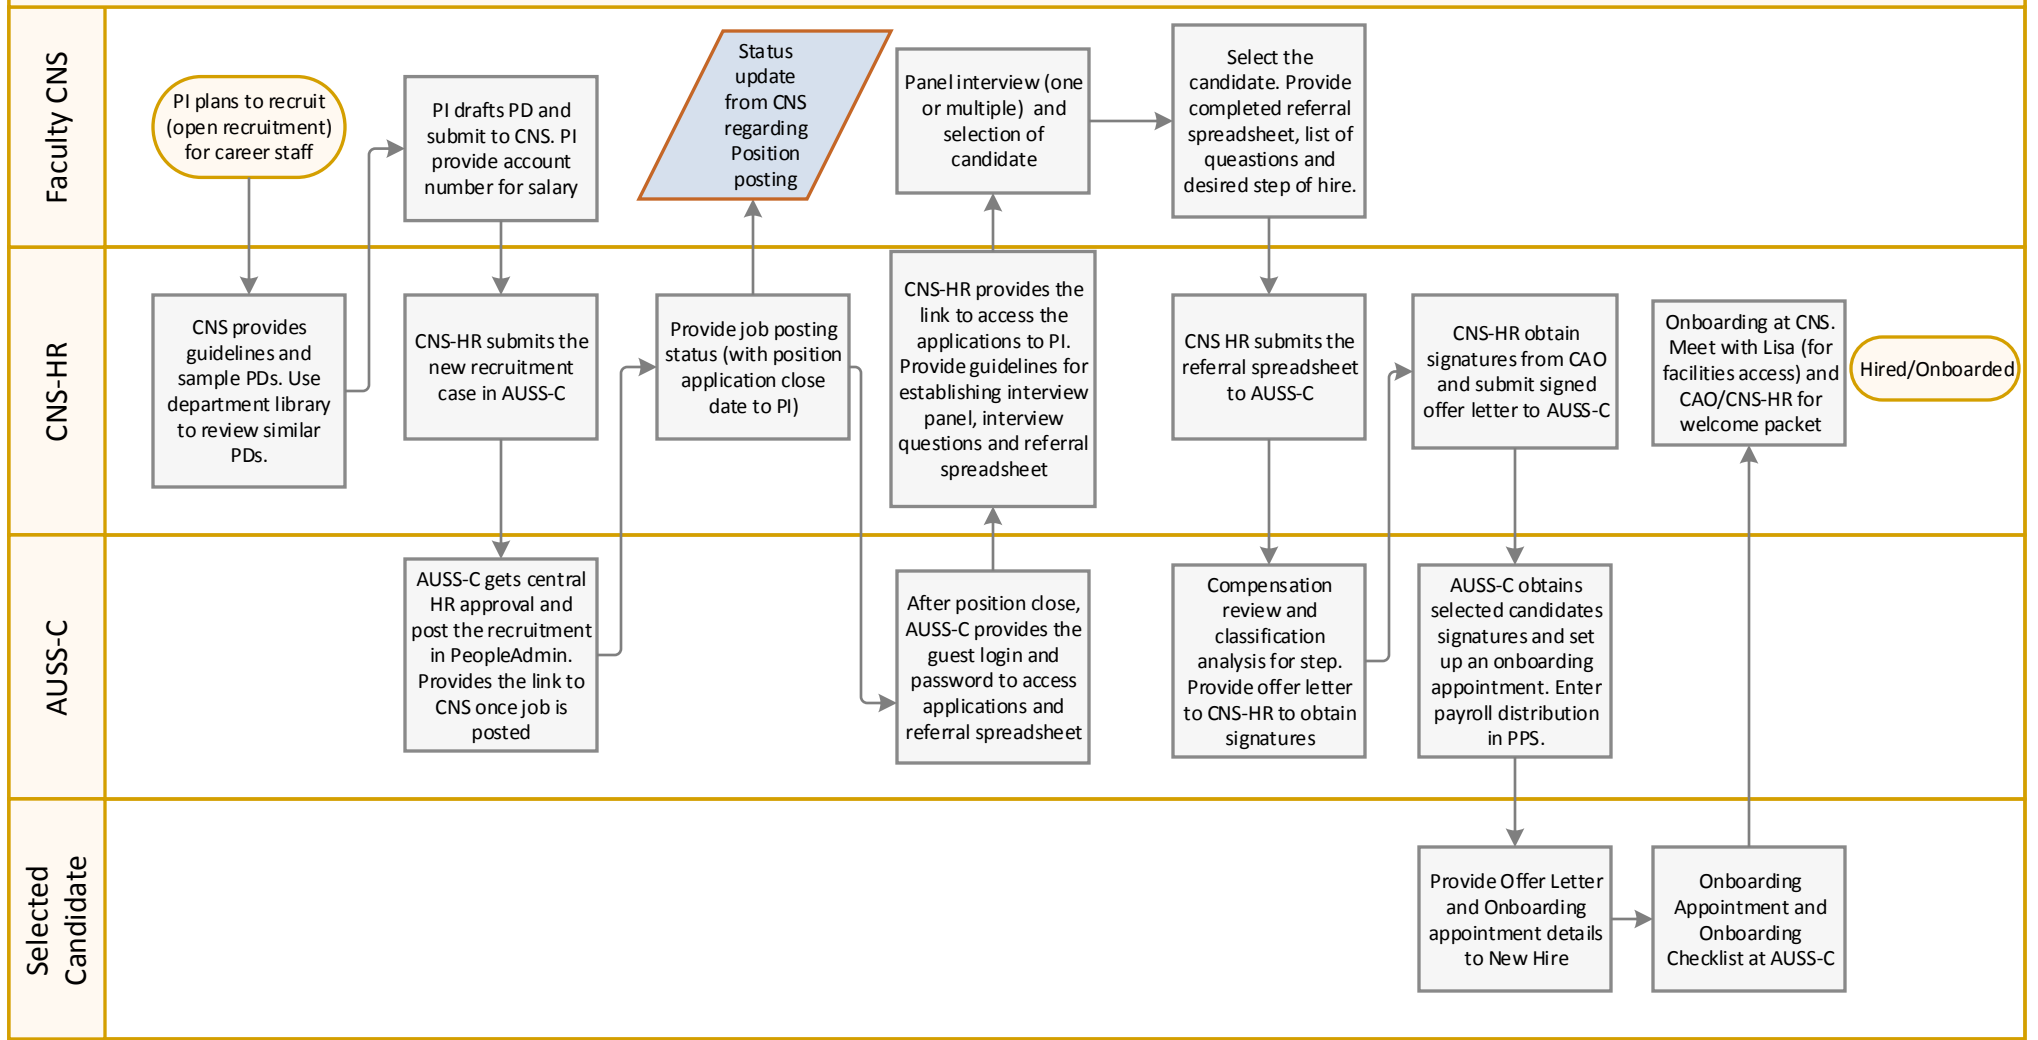 Faculty CNS
PI plans to recruit
(open recruitment)
for career staff
PI drafts PD and
submit to CNS. PI
provide account
number for salary
Status
update
from CNS
regarding
Position
posting
Panel interview (one
or multiple) and
selection of
candidate
Select the
candidate. Provide
completed referral
spreadsheet, list of
queastions and
desired step of hire.
CNS-HR
CNS provides
guidelines and
sample PDs. Use
department library
to review similar
PDs.
CNS-HR submits the
new recruitment
case in AUSS-C
Provide job posting
status (with position
application close
date to PI)
CNS-HR provides the
link to access the
applications to PI.
Provide guidelines for
establishing interview
panel, interview
questions and referral
spreadsheet
CNS HR submits the
referral spreadsheet
to AUSS-C
CNS-HR obtain
signatures from CAO
and submit signed
offer letter to AUSS-C
Onboarding at CNS.
Meet with Lisa (for
facilities access) and
CAO/CNS-HR for
welcome packet
Hired/Onboarded
AUSS-C
AUSS-C gets central
HR approval and
post the recruitment
in PeopleAdmin.
Provides the link to
CNS once job is
posted
After position close,
AUSS-C provides the
guest login and
password to access
applications and
referral spreadsheet
Compensation
review and
classification
analysis for step.
Provide offer letter
to CNS-HR to obtain
signatures
AUSS-C obtains
selected candidates
signatures and set
up an onboarding
appointment. Enter
payroll distribution
in PPS.
Selected
Candidate
Provide Offer Letter
and Onboarding
appointment details
to New Hire
Onboarding
Appointment and
Onboarding
Checklist at AUSS-C